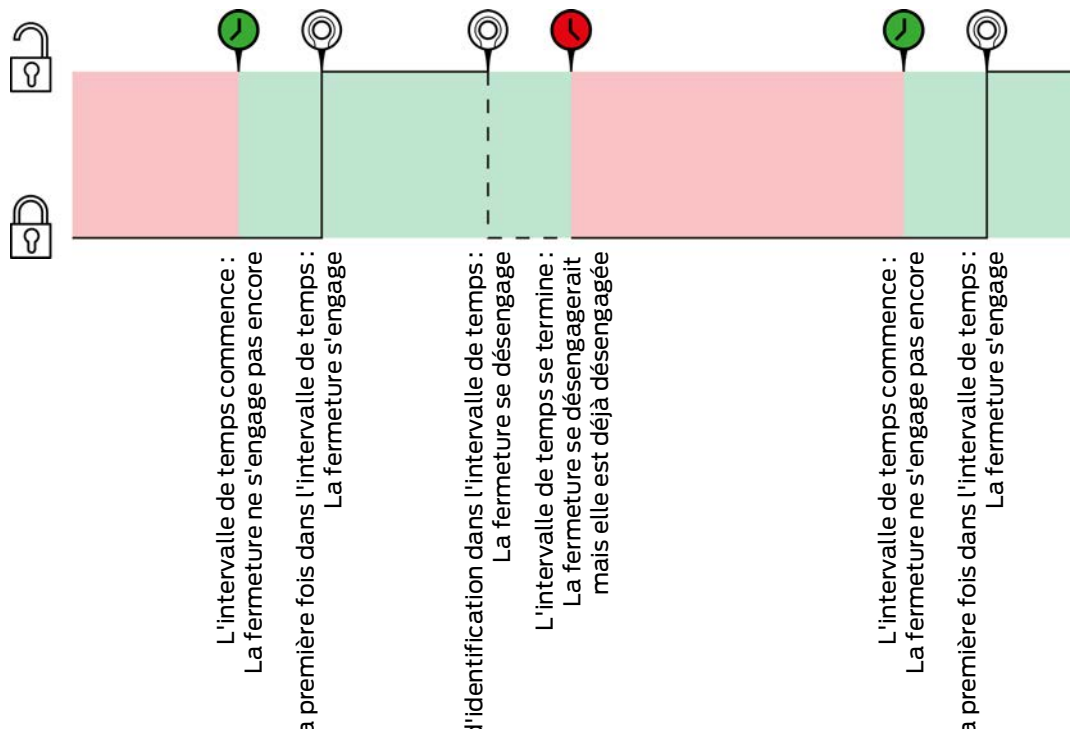 L'intervalle de temps commence :
La fermeture ne s'engage pas encore
première fois dans l'intervalle de temps :
La fermeture s'engage
d'identification dans l'intervalle de temps :
La fermeture se désengage
L'intervalle de temps se termine :
La fermeture se désengagerait
mais elle est déjà désengagée
L'intervalle de temps commence :
La fermeture ne s'engage pas encore
première fois dans l'intervalle de temps :
La fermeture s'engage